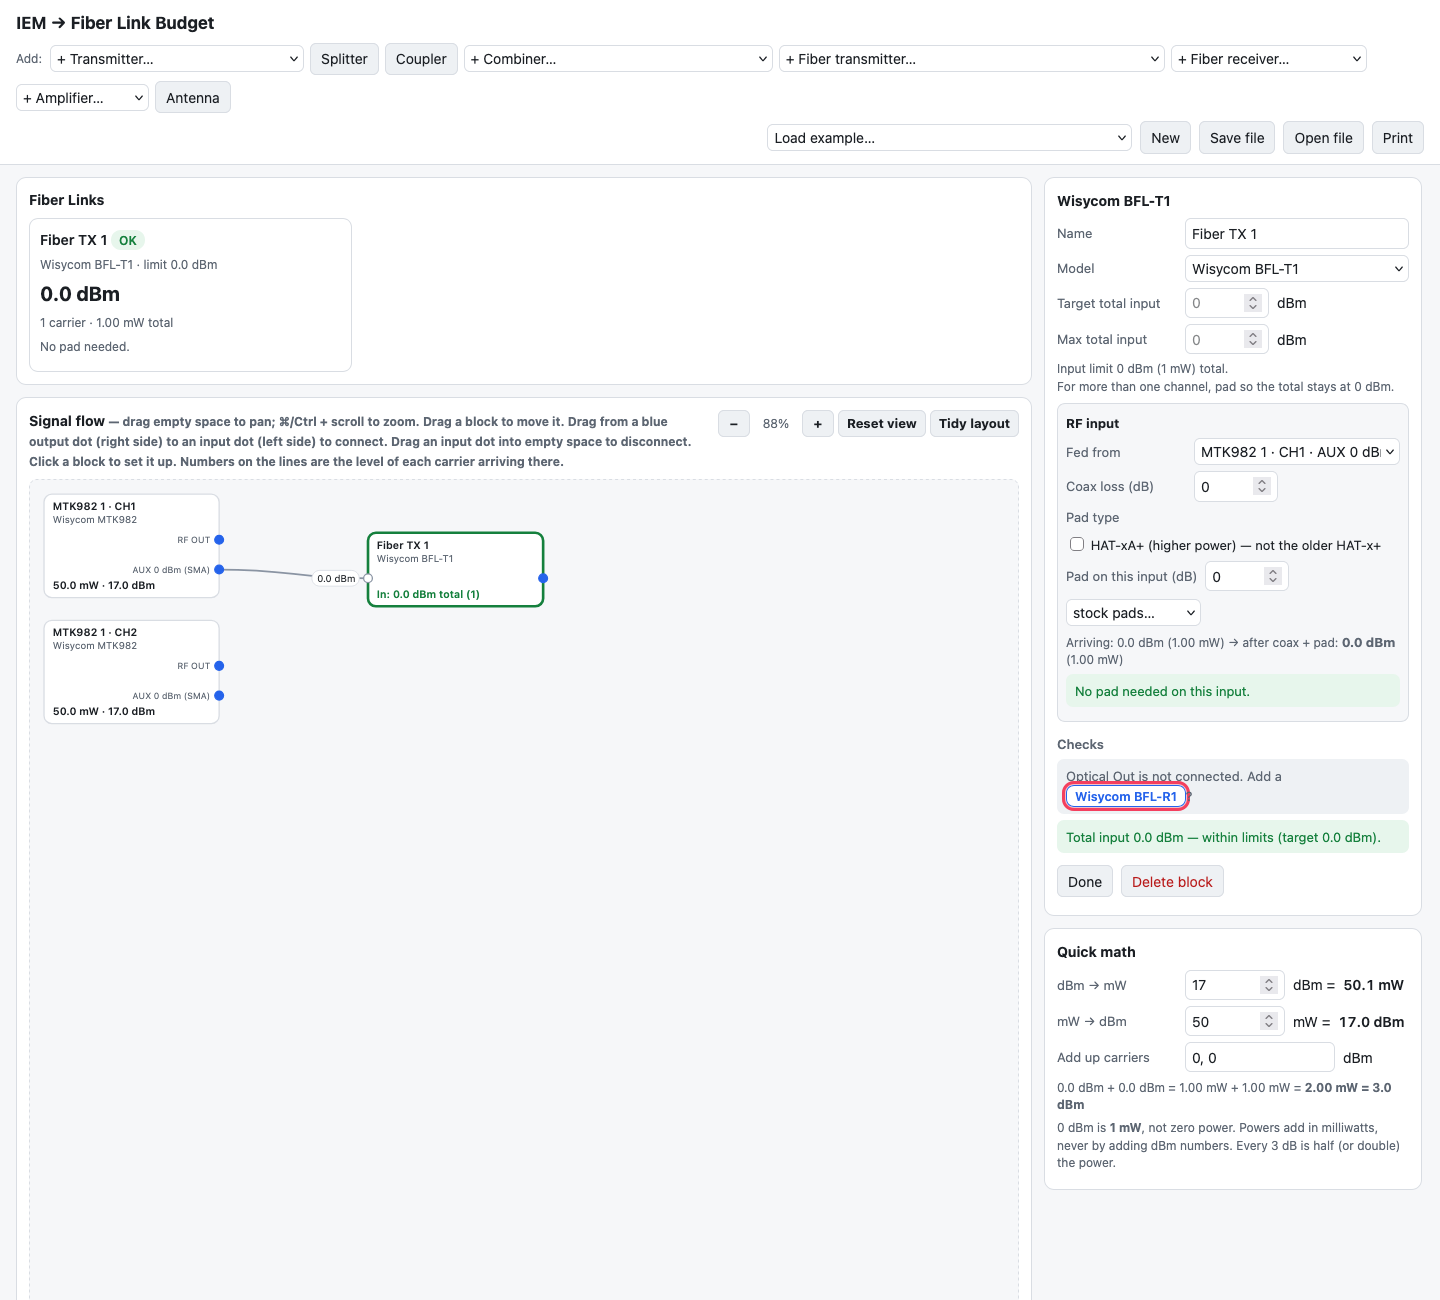 IEM → Fiber Link Budget
Add: + Transmitter... Splitter Coupler + Combiner... + Fiber transmitter... + Fiber receiver...
+ Amplifier... Antenna
Load example... New Save file Open file Print
Fiber Links
Fiber TX 1 OK
Wisycom BFL-T1 · limit 0.0 dBm
0.0 dBm
1 carrier · 1.00 mW total
No pad needed.
Signal flow — drag empty space to pan; ⌘/Ctrl + scroll to zoom. Drag a block to move it. Drag from a blue
output dot (right side) to an input dot (left side) to connect. Drag an input dot into empty space to disconnect.
Click a block to set it up. Numbers on the lines are the level of each carrier arriving there.
− 88% + Reset view Tidy layout
MTK982 1 · CH1
Wisycom MTK982
RF OUT
AUX 0 dBm (SMA)
50.0 mW · 17.0 dBm
0.0 dBm
Fiber TX 1
Wisycom BFL-T1
In: 0.0 dBm total (1)
MTK982 1 · CH2
Wisycom MTK982
RF OUT
AUX 0 dBm (SMA)
50.0 mW · 17.0 dBm
Wisycom BFL-T1
Name Fiber TX 1
Model Wisycom BFL-T1
Target total input 0 dBm
Max total input 0 dBm
Input limit 0 dBm (1 mW) total.
For more than one channel, pad so the total stays at 0 dBm.
RF input
Fed from MTK982 1 · CH1 · AUX 0 dB
Coax loss (dB) 0
Pad type
HAT-xA+ (higher power) — not the older HAT-x+
Pad on this input (dB) 0
stock pads...
Arriving: 0.0 dBm (1.00 mW) → after coax + pad: 0.0 dBm
(1.00 mW)
No pad needed on this input.
Checks
Optical Out is not connected. Add a
Wisycom BFL-R1 ?
Total input 0.0 dBm — within limits (target 0.0 dBm).
Done Delete block
Quick math
dBm → mW 17 dBm = 50.1 mW
mW → dBm 50 mW = 17.0 dBm
Add up carriers 0, 0 dBm
0.0 dBm + 0.0 dBm = 1.00 mW + 1.00 mW = 2.00 mW = 3.0
dBm
0 dBm is 1 mW, not zero power. Powers add in milliwatts,
never by adding dBm numbers. Every 3 dB is half (or double)
the power.